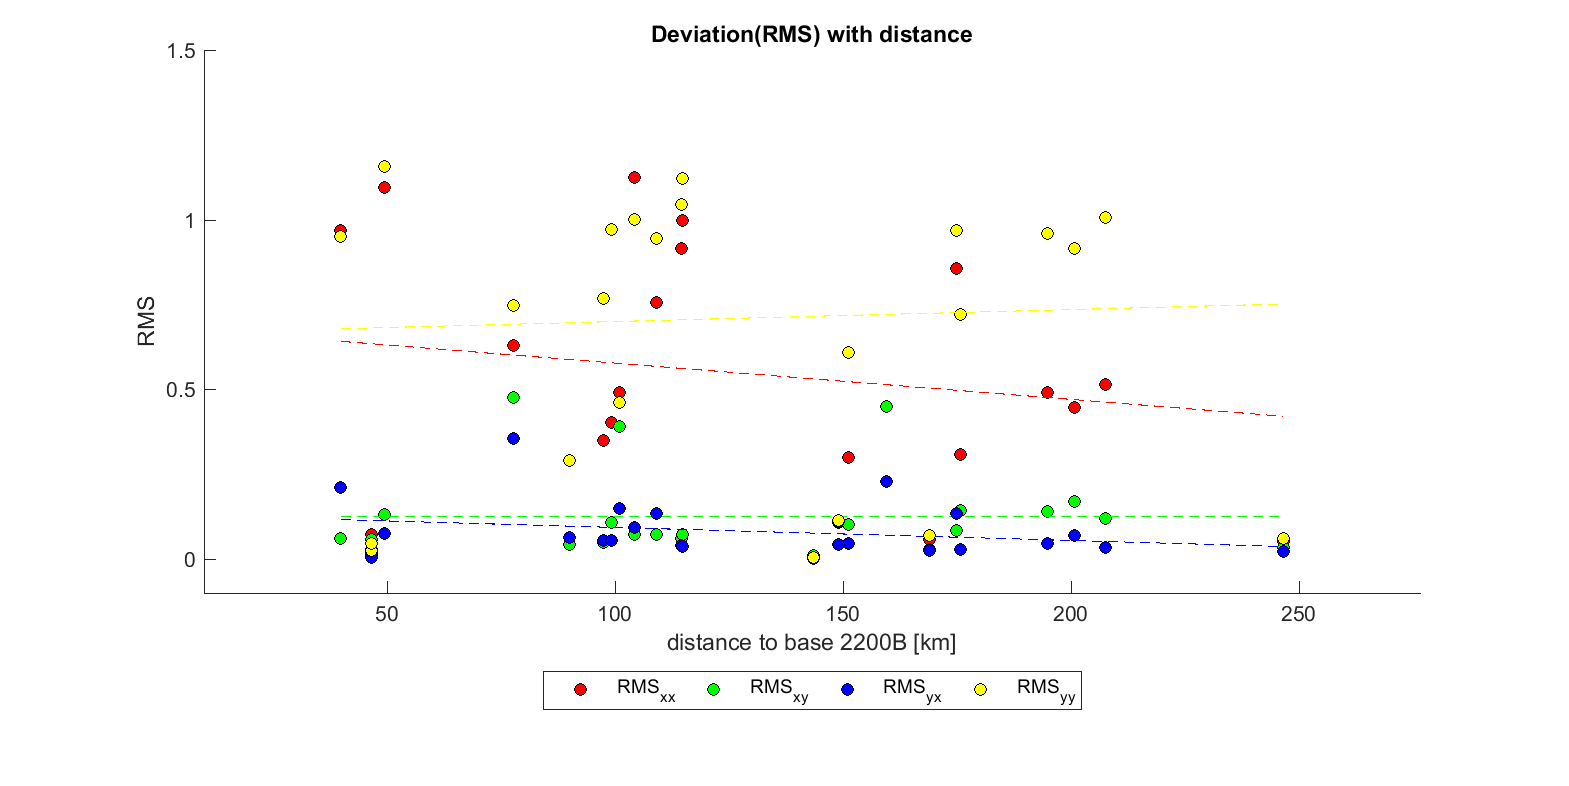 Deviation(RMS) with distance
1.5
1
0.5
0
RMS
50 100 150 200 250
distance to base 2200B [km]
RMSxx RMSxy RMSyx RMSyy